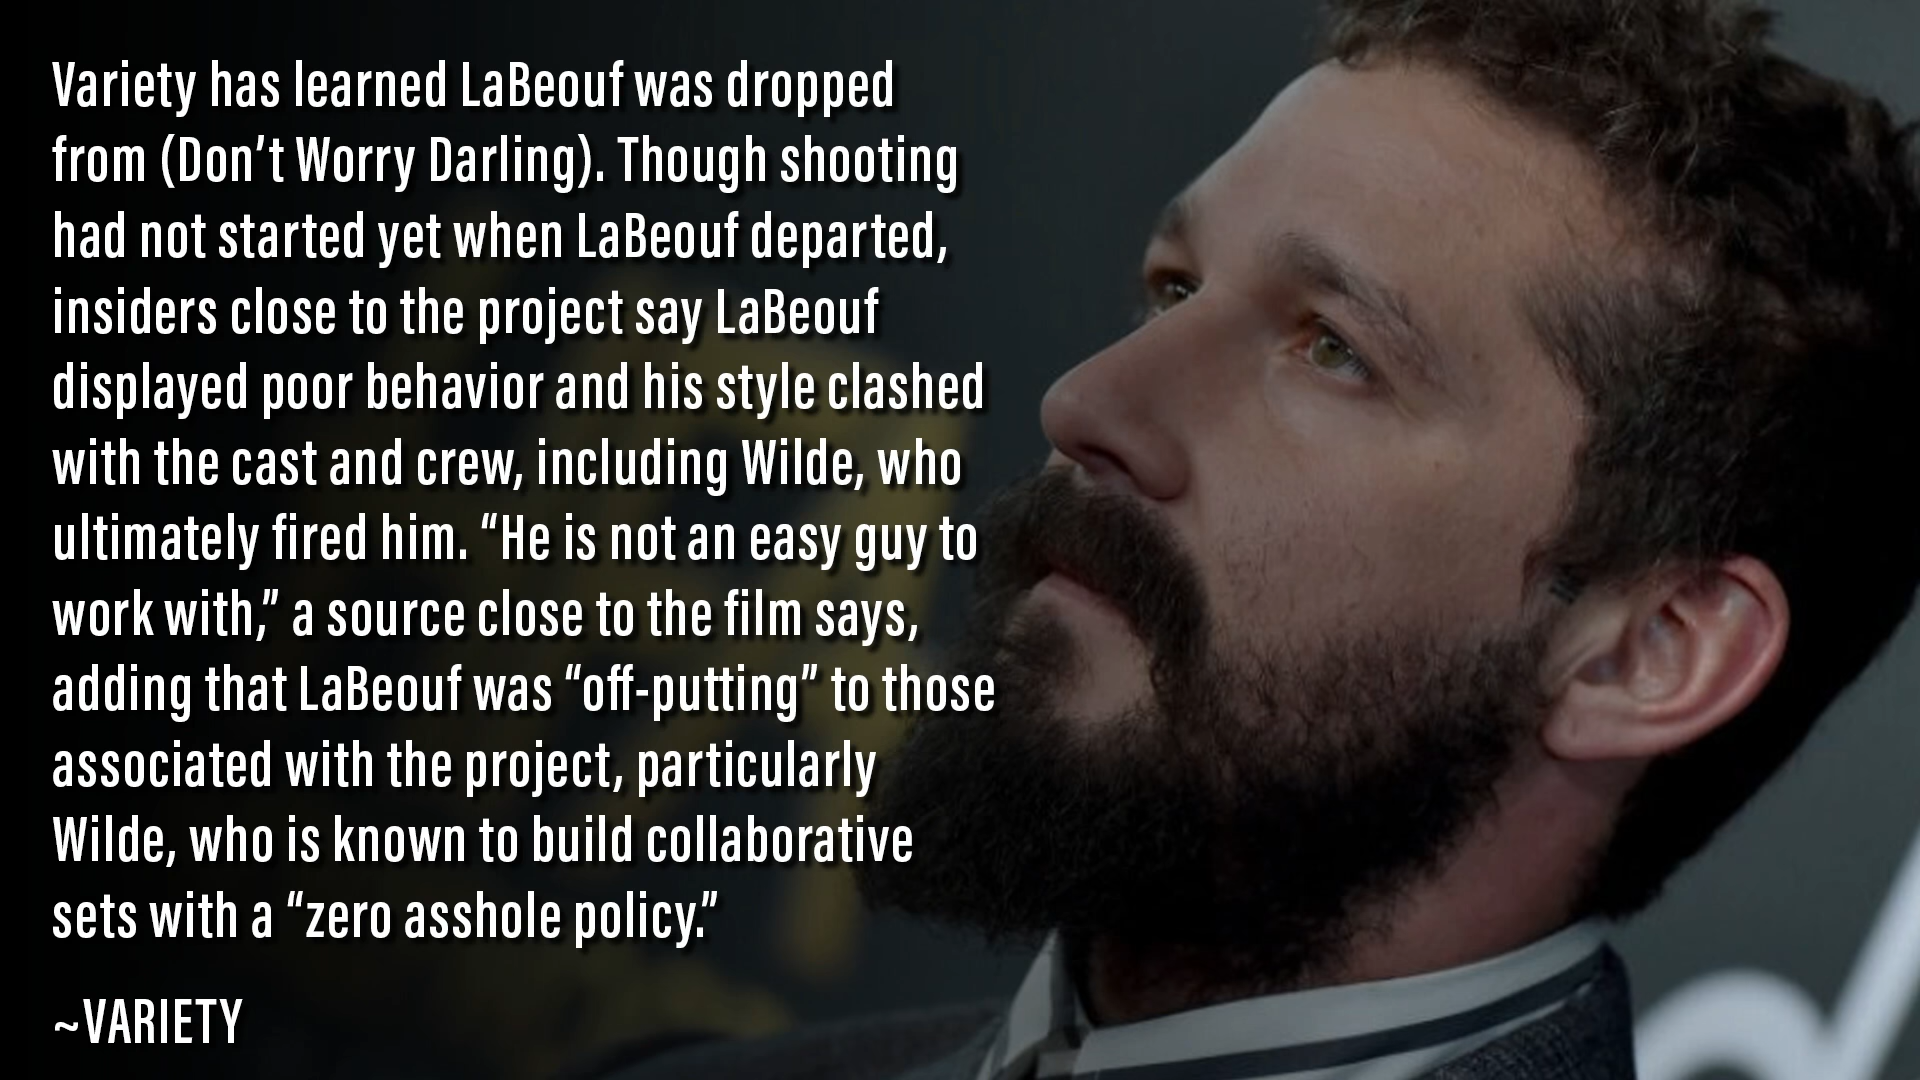 Variety has learned LaBeouf was dropped
from (Don’t Worry Darling). Though shooting
had not started yet when LaBeouf departed,
insiders close to the project say LaBeouf
displayed poor behavior and his style clashed
with the cast and crew, including Wilde, who
ultimately fired him. “He is not an easy guy to
work with,” a source close to the film says,
adding that LaBeouf was “off-putting” to those
associated with the project, particularly
Wilde, who is known to build collaborative
sets with a “zero asshole policy.”
~VARIETY